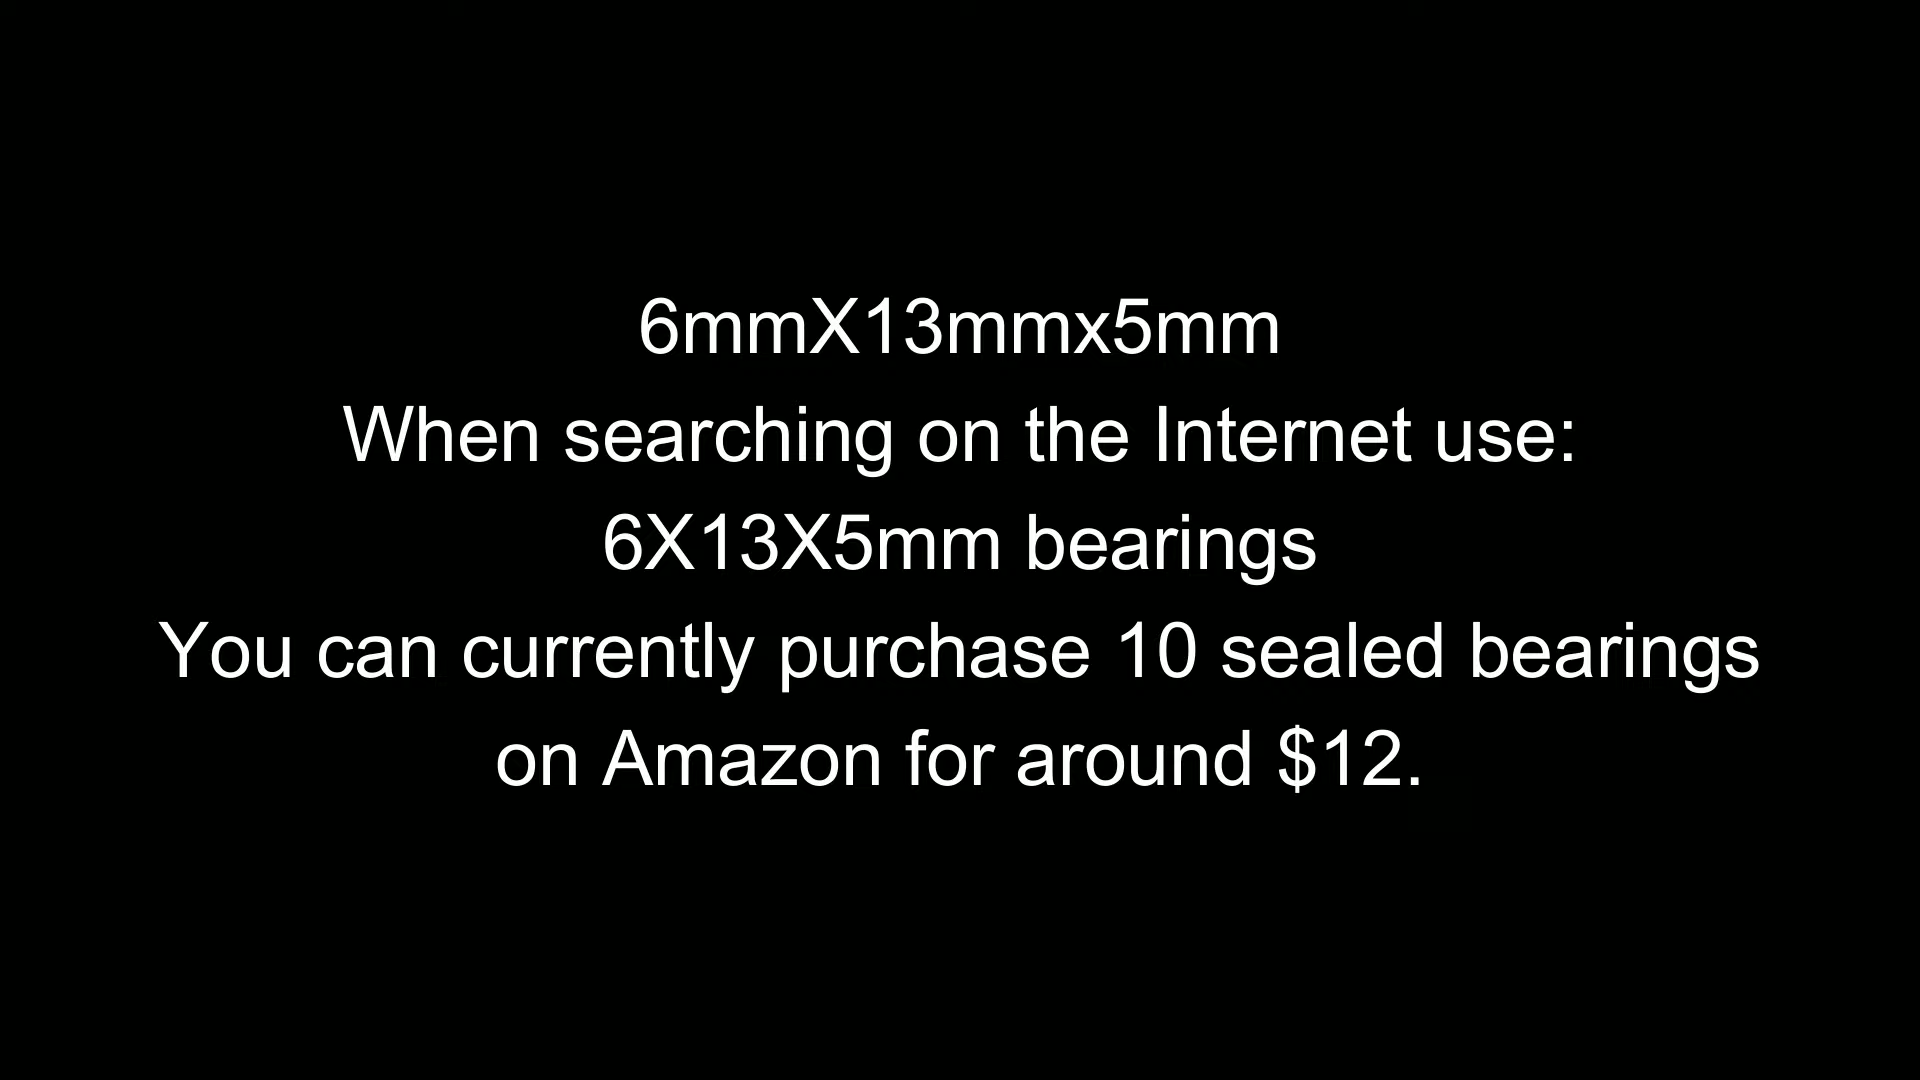 6mmX13mmx5mm
When searching on the Internet use:
6X13X5mm bearings
You can currently purchase 10 sealed bearings
on Amazon for around $12.